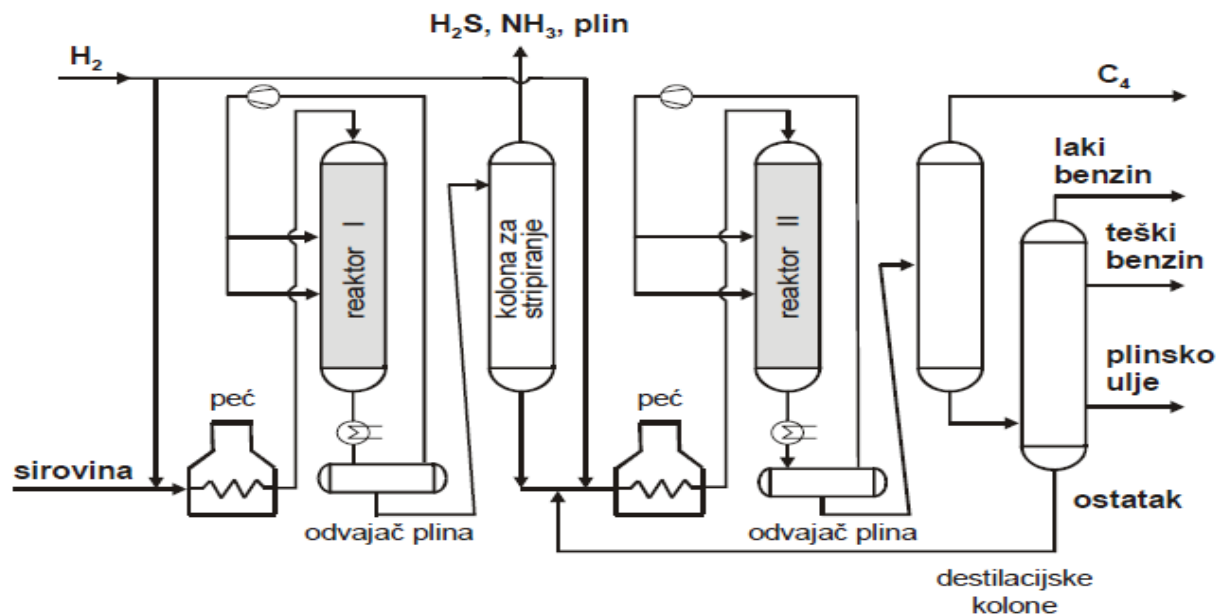 H₂S, NH₃, plin
H₂
C₄
laki
benzin
teški
benzin
plinsko
ulje
reaktor I
kolona za
stripiranje
reaktor II
peć
peć
sirovina
ostatak
odvajač plina
odvajač plina
destilacijske
kolone